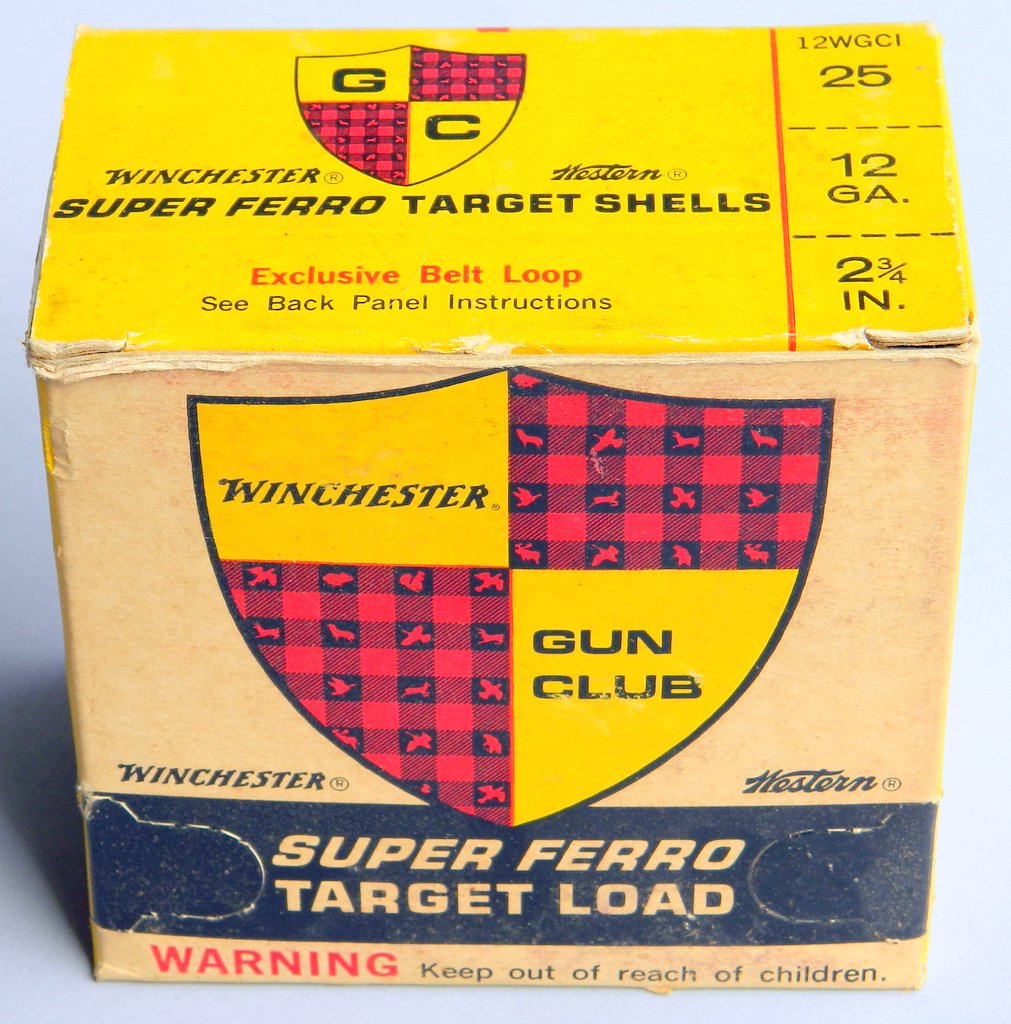 G
C
WINCHESTER® Western®
SUPER FERRO TARGET SHELLS
Exclusive Belt Loop
See Back Panel Instructions
12WGCI
25
12
GA.
2¾
IN.
WINCHESTER®
GUN
CLUB
WINCHESTER® Western®
SUPER FERRO
TARGET LOAD
WARNING Keep out of reach of children.